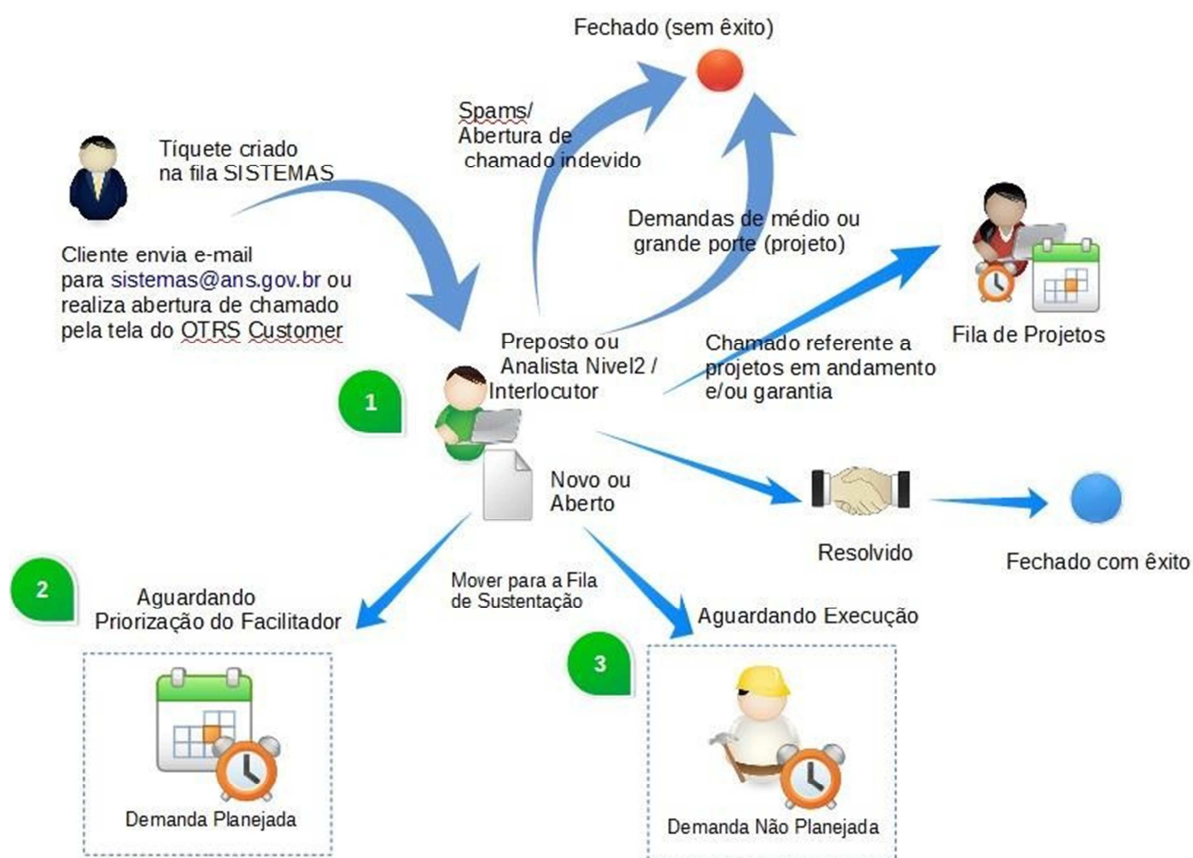 Fechado (sem êxito)
Spams/
Abertura de
chamado indevido
Tíquete criado
na fila SISTEMAS
Demandas de médio ou
grande porte (projeto)
Cliente envia e-mail
para sistemas@ans.gov.br ou
realiza abertura de chamado
pela tela do OTRS Customer
Fila de Projetos
Preposto ou
Analista Nivel2 /
Interlocutor
Chamado referente a
projetos em andamento
e/ou garantia
1
Novo ou
Aberto
Resolvido
Fechado com êxito
2
Aguardando
Priorização do Facilitador
Mover para a Fila
de Sustentação
Aguardando Execução
3
Demanda Planejada
Demanda Não Planejada